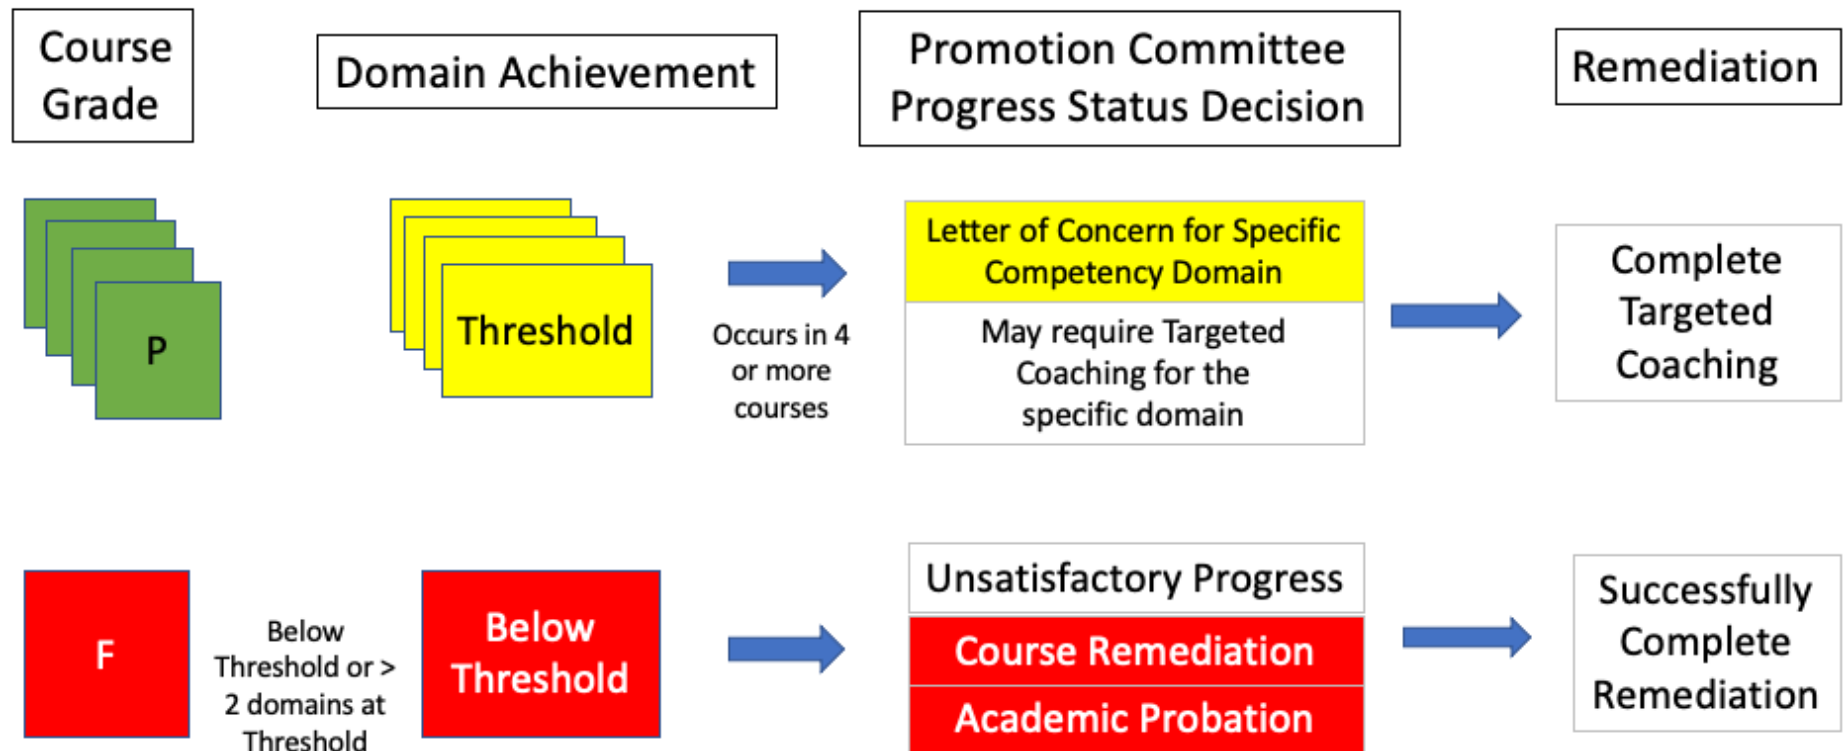 Course
Grade
Domain Achievement
Promotion Committee
Progress Status Decision
Remediation
P
Threshold
Occurs in 4
or more
courses
Letter of Concern for Specific
Competency Domain
May require Targeted
Coaching for the
specific domain
Complete
Targeted
Coaching
F
Below
Threshold or >
2 domains at
Threshold
Below
Threshold
Unsatisfactory Progress
Course Remediation
Academic Probation
Successfully
Complete
Remediation